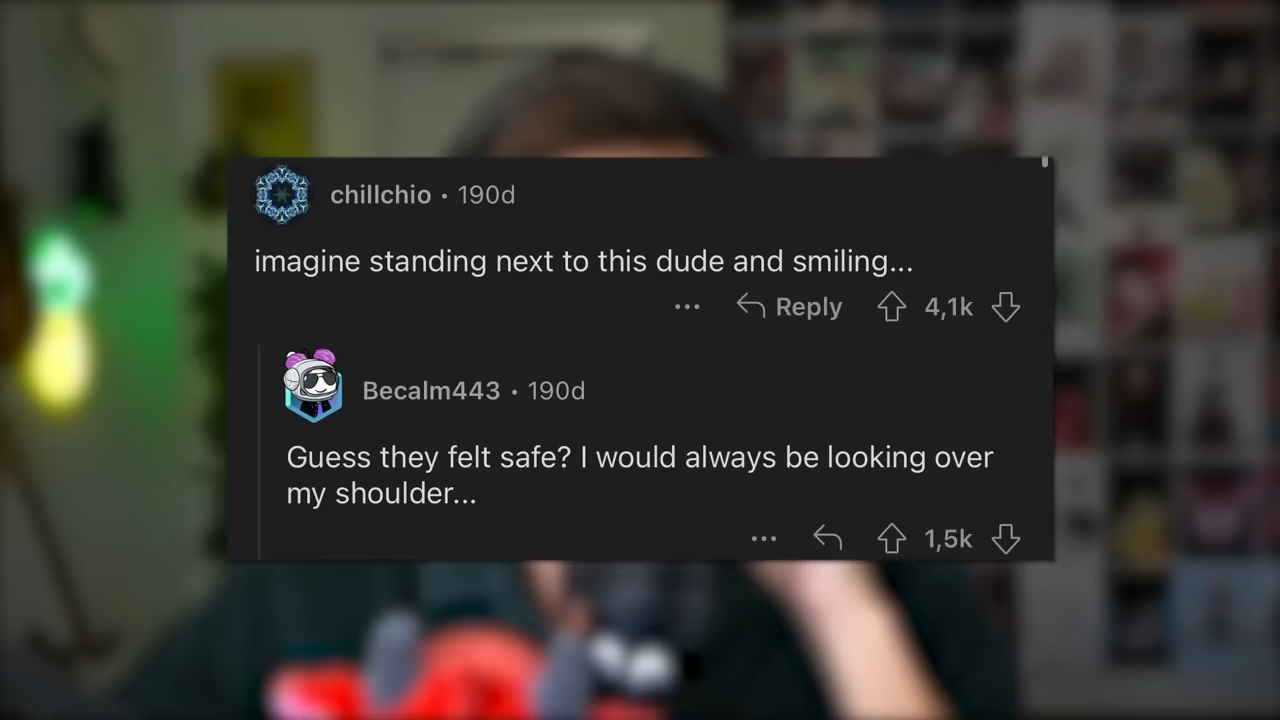 chillchio • 190d
imagine standing next to this dude and smiling...
... Reply 4,1k
Becalm443 • 190d
Guess they felt safe? I would always be looking over
my shoulder...
... 1,5k